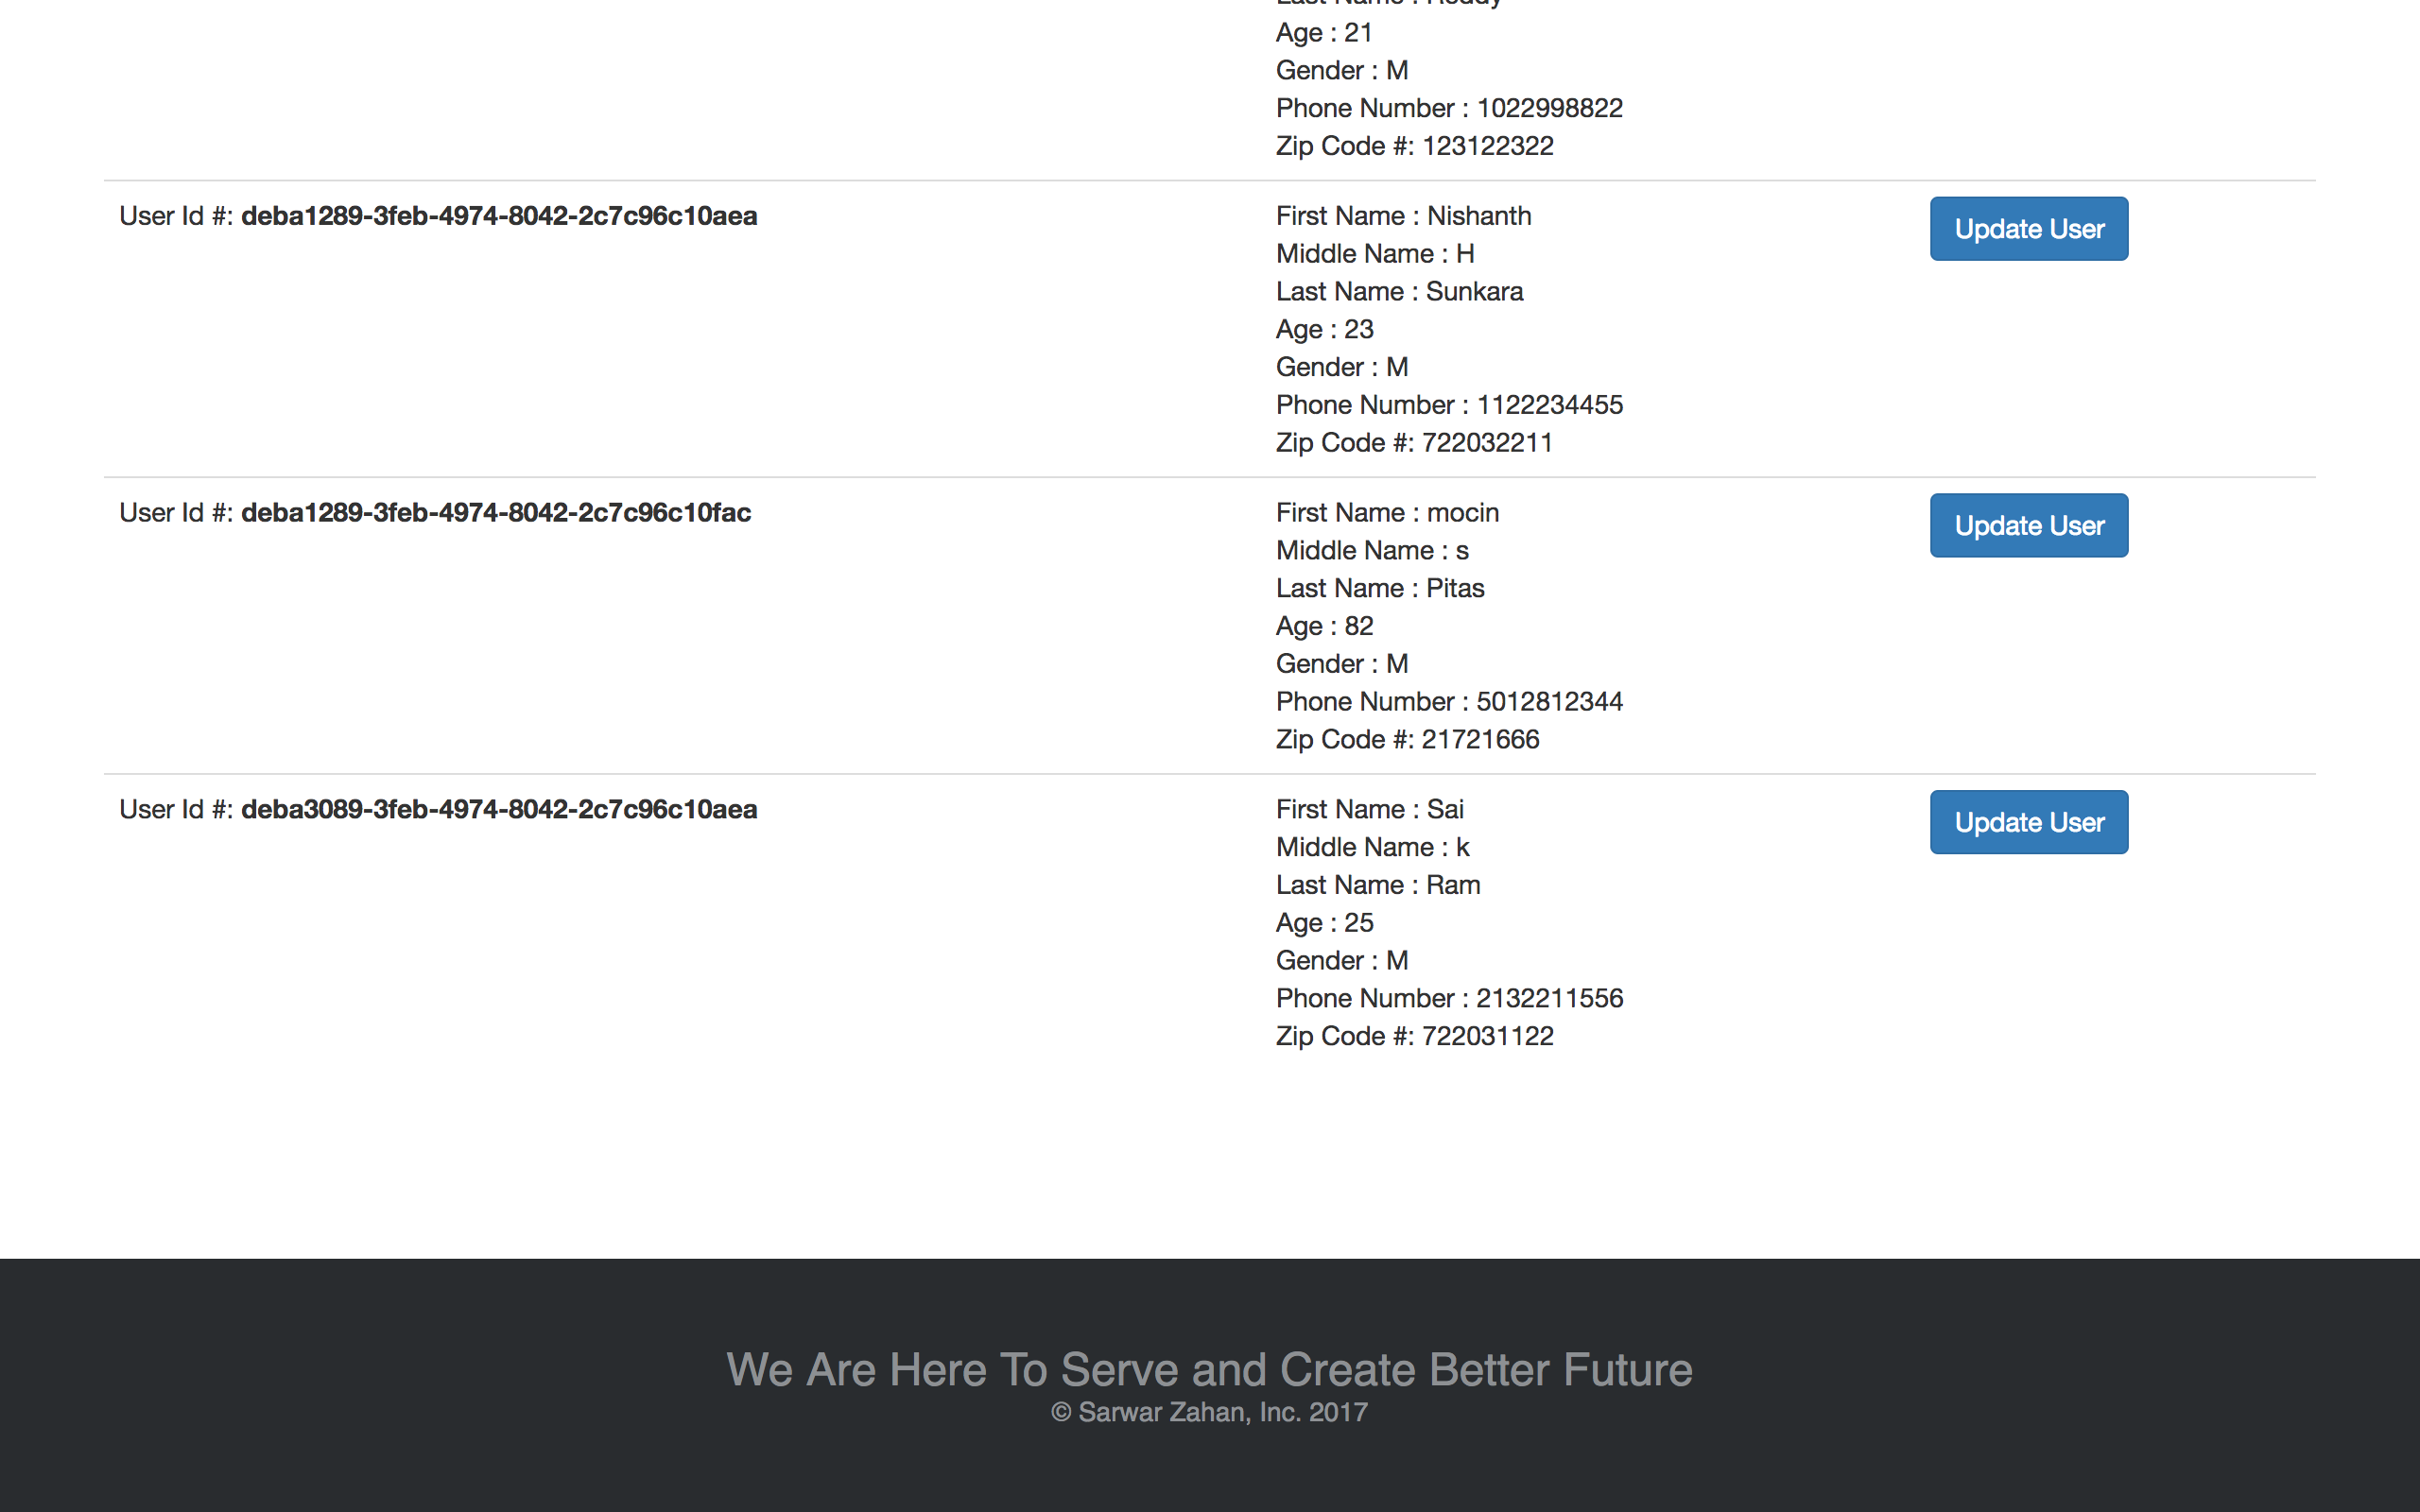 Last Name : Reddy
Age : 21
Gender : M
Phone Number : 1022998822
Zip Code #: 123122322
User Id #: deba1289-3feb-4974-8042-2c7c96c10aea
First Name : Nishanth
Update User
Middle Name : H
Last Name : Sunkara
Age : 23
Gender : M
Phone Number : 1122234455
Zip Code #: 722032211
User Id #: deba1289-3feb-4974-8042-2c7c96c10fac
First Name : mocin
Update User
Middle Name : s
Last Name : Pitas
Age : 82
Gender : M
Phone Number : 5012812344
Zip Code #: 21721666
User Id #: deba3089-3feb-4974-8042-2c7c96c10aea
First Name : Sai
Update User
Middle Name : k
Last Name : Ram
Age : 25
Gender : M
Phone Number : 2132211556
Zip Code #: 722031122
We Are Here To Serve and Create Better Future
© Sarwar Zahan, Inc. 2017